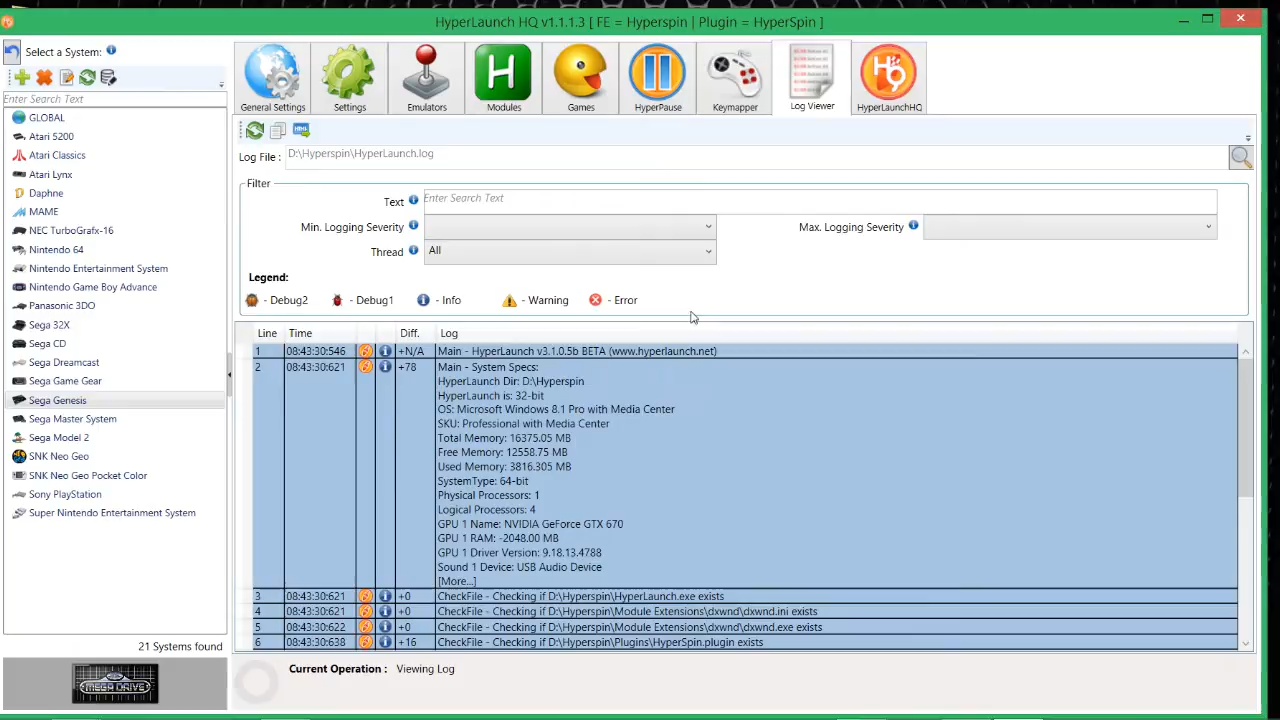 HyperLaunch HQ v1.1.1.3 [ FE = Hyperspin | Plugin = HyperSpin ]
Select a System:
Enter Search Text
GLOBAL
Atari 5200
Atari Classics
Atari Lynx
Daphne
MAME
NEC TurboGrafx-16
Nintendo 64
Nintendo Entertainment System
Nintendo Game Boy Advance
Panasonic 3DO
Sega 32X
Sega CD
Sega Dreamcast
Sega Game Gear
Sega Genesis
Sega Master System
Sega Model 2
SNK Neo Geo
SNK Neo Geo Pocket Color
Sony PlayStation
Super Nintendo Entertainment System
21 Systems found
MEGA DRIVE
General Settings
Settings
Emulators
H
Modules
Games
HyperPause
Keymapper
Log Viewer
HQ
HyperLaunchHQ
Log File : D:\Hyperspin\HyperLaunch.log
Filter
Text Enter Search Text
Min. Logging Severity Max. Logging Severity
Thread All
Legend:
- Debug2 - Debug1 - Info - Warning - Error
Line Time Diff. Log
1 08:43:30:546 +N/A Main - HyperLaunch v3.1.0.5b BETA (www.hyperlaunch.net)
2 08:43:30:621 +78 Main - System Specs:
HyperLaunch Dir: D:\Hyperspin
HyperLaunch is: 32-bit
OS: Microsoft Windows 8.1 Pro with Media Center
SKU: Professional with Media Center
Total Memory: 16375.05 MB
Free Memory: 12558.75 MB
Used Memory: 3816.305 MB
SystemType: 64-bit
Physical Processors: 1
Logical Processors: 4
GPU 1 Name: NVIDIA GeForce GTX 670
GPU 1 RAM: -2048.00 MB
GPU 1 Driver Version: 9.18.13.4788
Sound 1 Device: USB Audio Device
[More...]
3 08:43:30:621 +0 CheckFile - Checking if D:\Hyperspin\HyperLaunch.exe exists
4 08:43:30:621 +0 CheckFile - Checking if D:\Hyperspin\Module Extensions\dxwnd\dxwnd.ini exists
5 08:43:30:622 +0 CheckFile - Checking if D:\Hyperspin\Module Extensions\dxwnd\dxwnd.exe exists
6 08:43:30:638 +16 CheckFile - Checking if D:\Hyperspin\Plugins\HyperSpin.plugin exists
Current Operation : Viewing Log